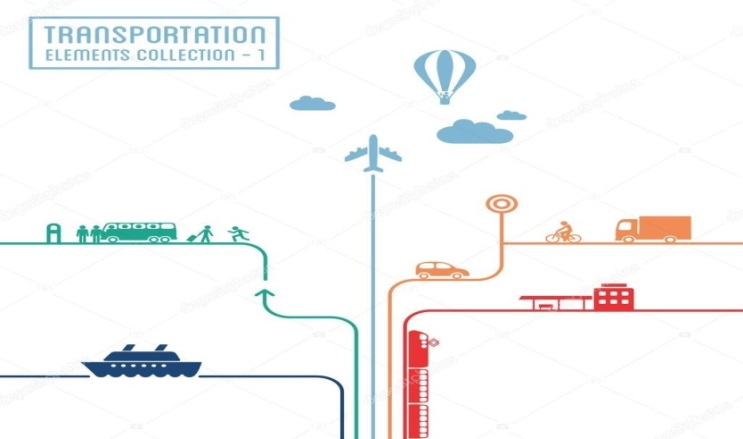 TRANSPORTATION
ELEMENTS COLLECTION - 1